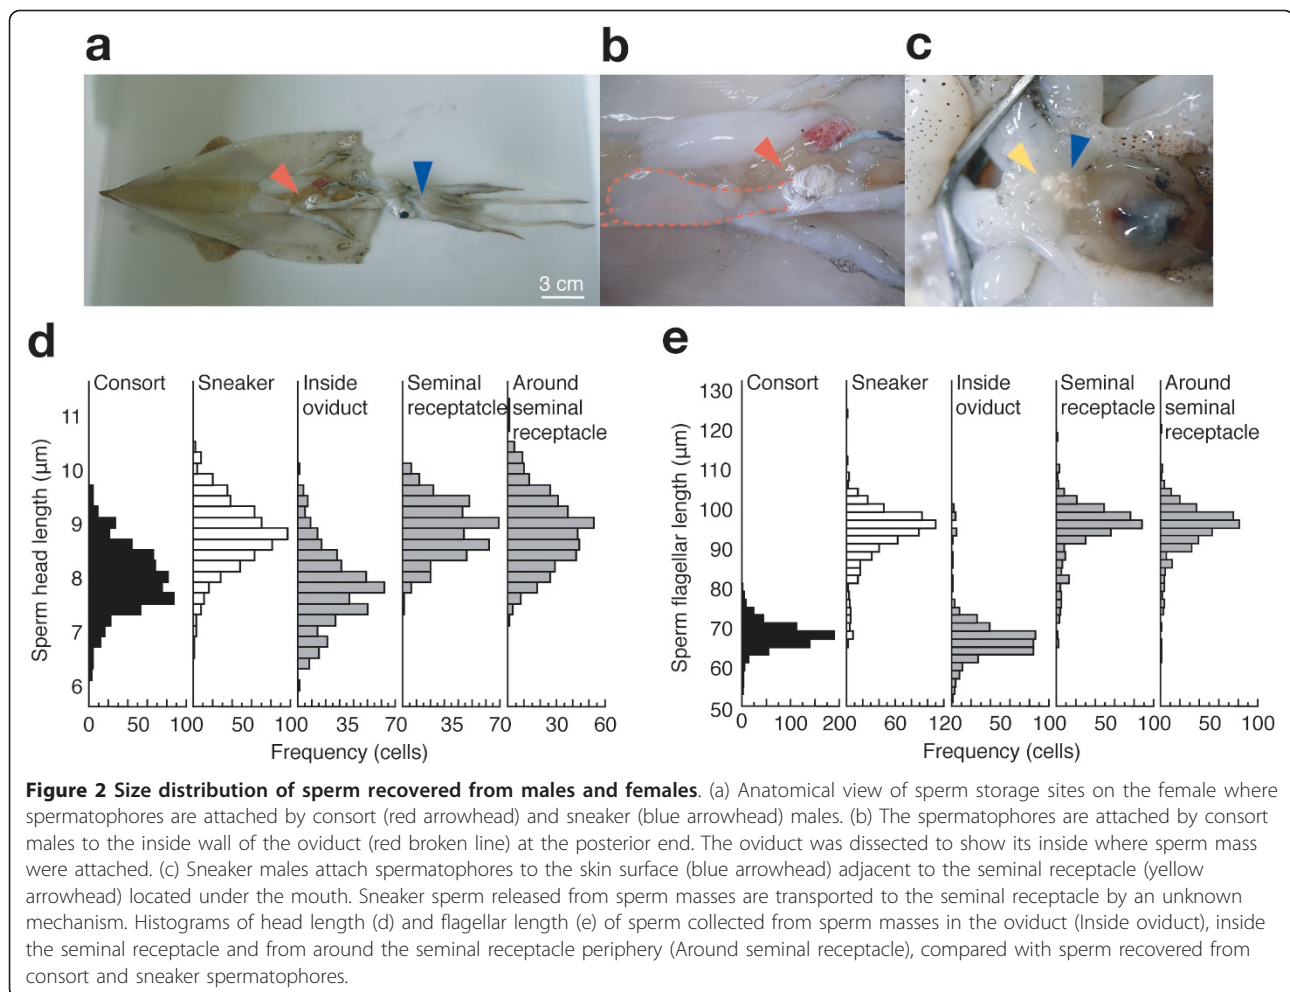 a
b
c
3 cm
d
e
Consort
Sneaker
Inside
oviduct
Seminal
receptatcle
Around
seminal
receptacle
11
10
9
8
7
6
Sperm head length (µm)
0 50 100 50 100 35 70 35 70 30 60
Frequency (cells)
Consort
Sneaker
Inside
oviduct
Seminal
receptacle
Around
seminal
receptacle
130
120
110
100
90
80
70
60
50
Sperm flagellar length (µm)
0 100 200 60 120 50 100 50 100 50 100
Frequency (cells)
Figure 2 Size distribution of sperm recovered from males and females. (a) Anatomical view of sperm storage sites on the female where
spermatophores are attached by consort (red arrowhead) and sneaker (blue arrowhead) males. (b) The spermatophores are attached by consort
males to the inside wall of the oviduct (red broken line) at the posterior end. The oviduct was dissected to show its inside where sperm mass
were attached. (c) Sneaker males attach spermatophores to the skin surface (blue arrowhead) adjacent to the seminal receptacle (yellow
arrowhead) located under the mouth. Sneaker sperm released from sperm masses are transported to the seminal receptacle by an unknown
mechanism. Histograms of head length (d) and flagellar length (e) of sperm collected from sperm masses in the oviduct (Inside oviduct), inside
the seminal receptacle and from around the seminal receptacle periphery (Around seminal receptacle), compared with sperm recovered from
consort and sneaker spermatophores.